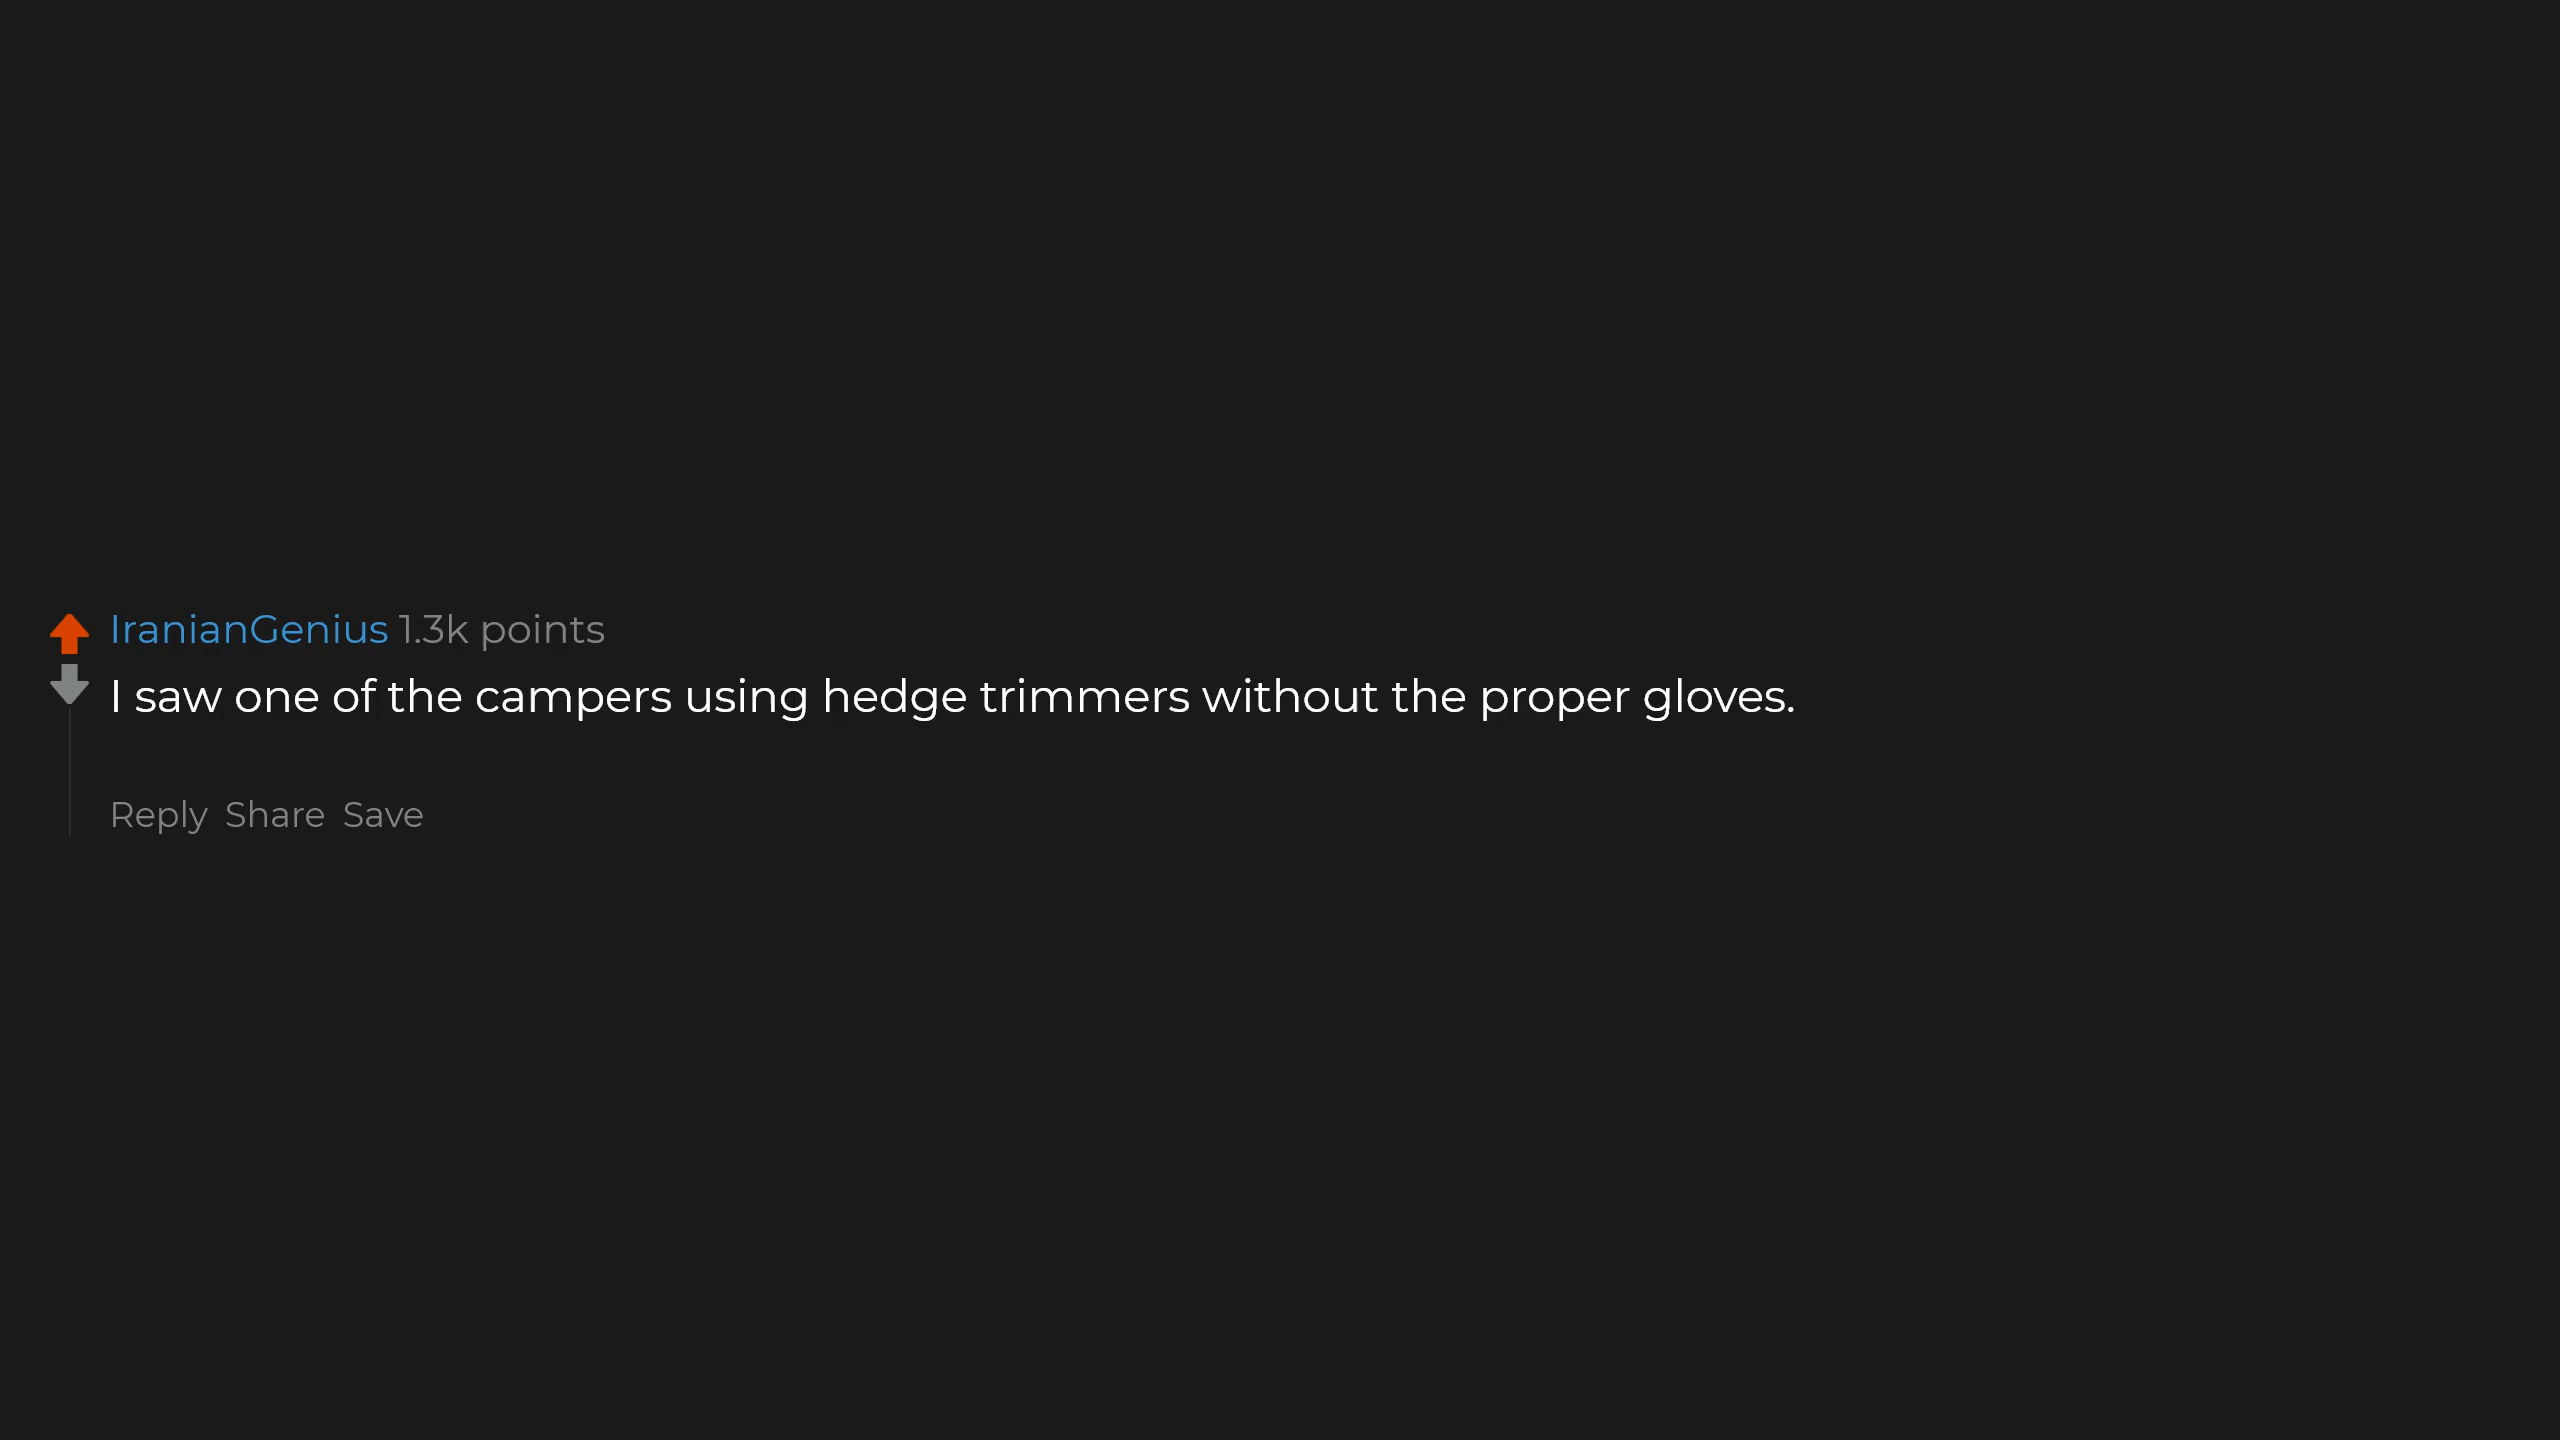 IranianGenius 1.3k points
I saw one of the campers using hedge trimmers without the proper gloves.
Reply Share Save